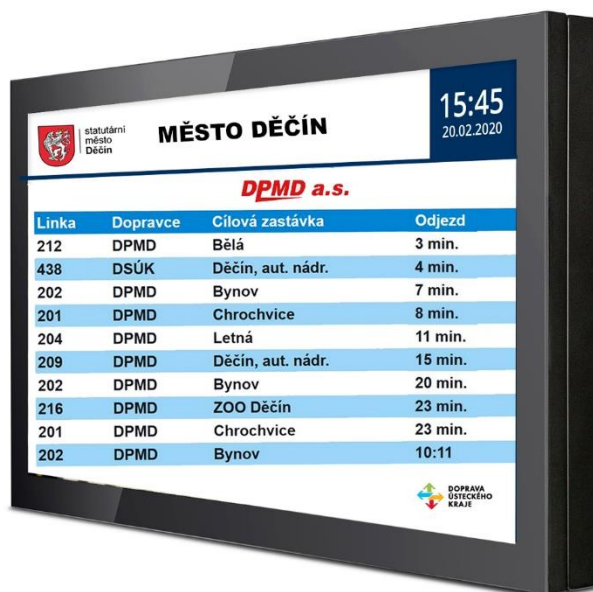 statutární
město
Děčín
MĚSTO DĚČÍN
15:45
20.02.2020
DPMD a.s.
Linka Dopravce Cílová zastávka Odjezd
212 DPMD Bělá 3 min.
438 DSÚK Děčín, aut. nádr. 4 min.
202 DPMD Bynov 7 min.
201 DPMD Chrochvice 8 min.
204 DPMD Letná 11 min.
209 DPMD Děčín, aut. nádr. 15 min.
202 DPMD Bynov 20 min.
216 DPMD ZOO Děčín 23 min.
201 DPMD Chrochvice 23 min.
202 DPMD Bynov 10:11
DOPRAVA
ÚSTECKÉHO
KRAJE